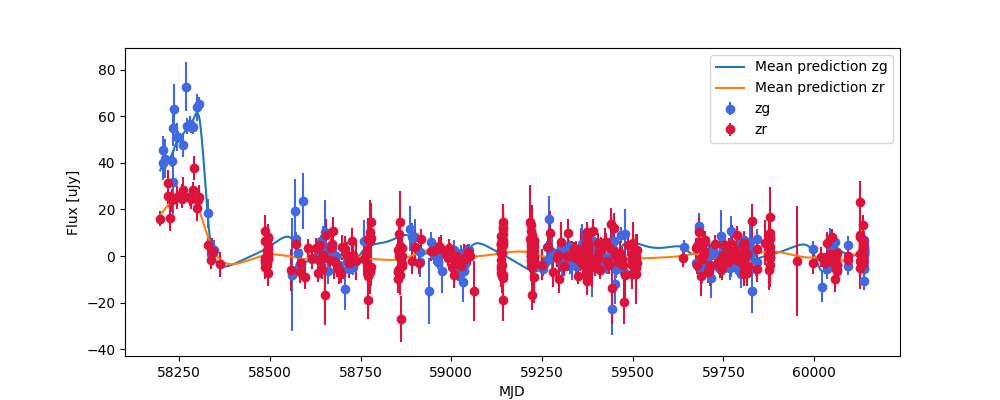 80
60
40
20
0
−20
−40
Flux [uJy]
58250
58500
58750
59000
59250
59500
59750
60000
MJD
Mean prediction zg
Mean prediction zr
zg
zr